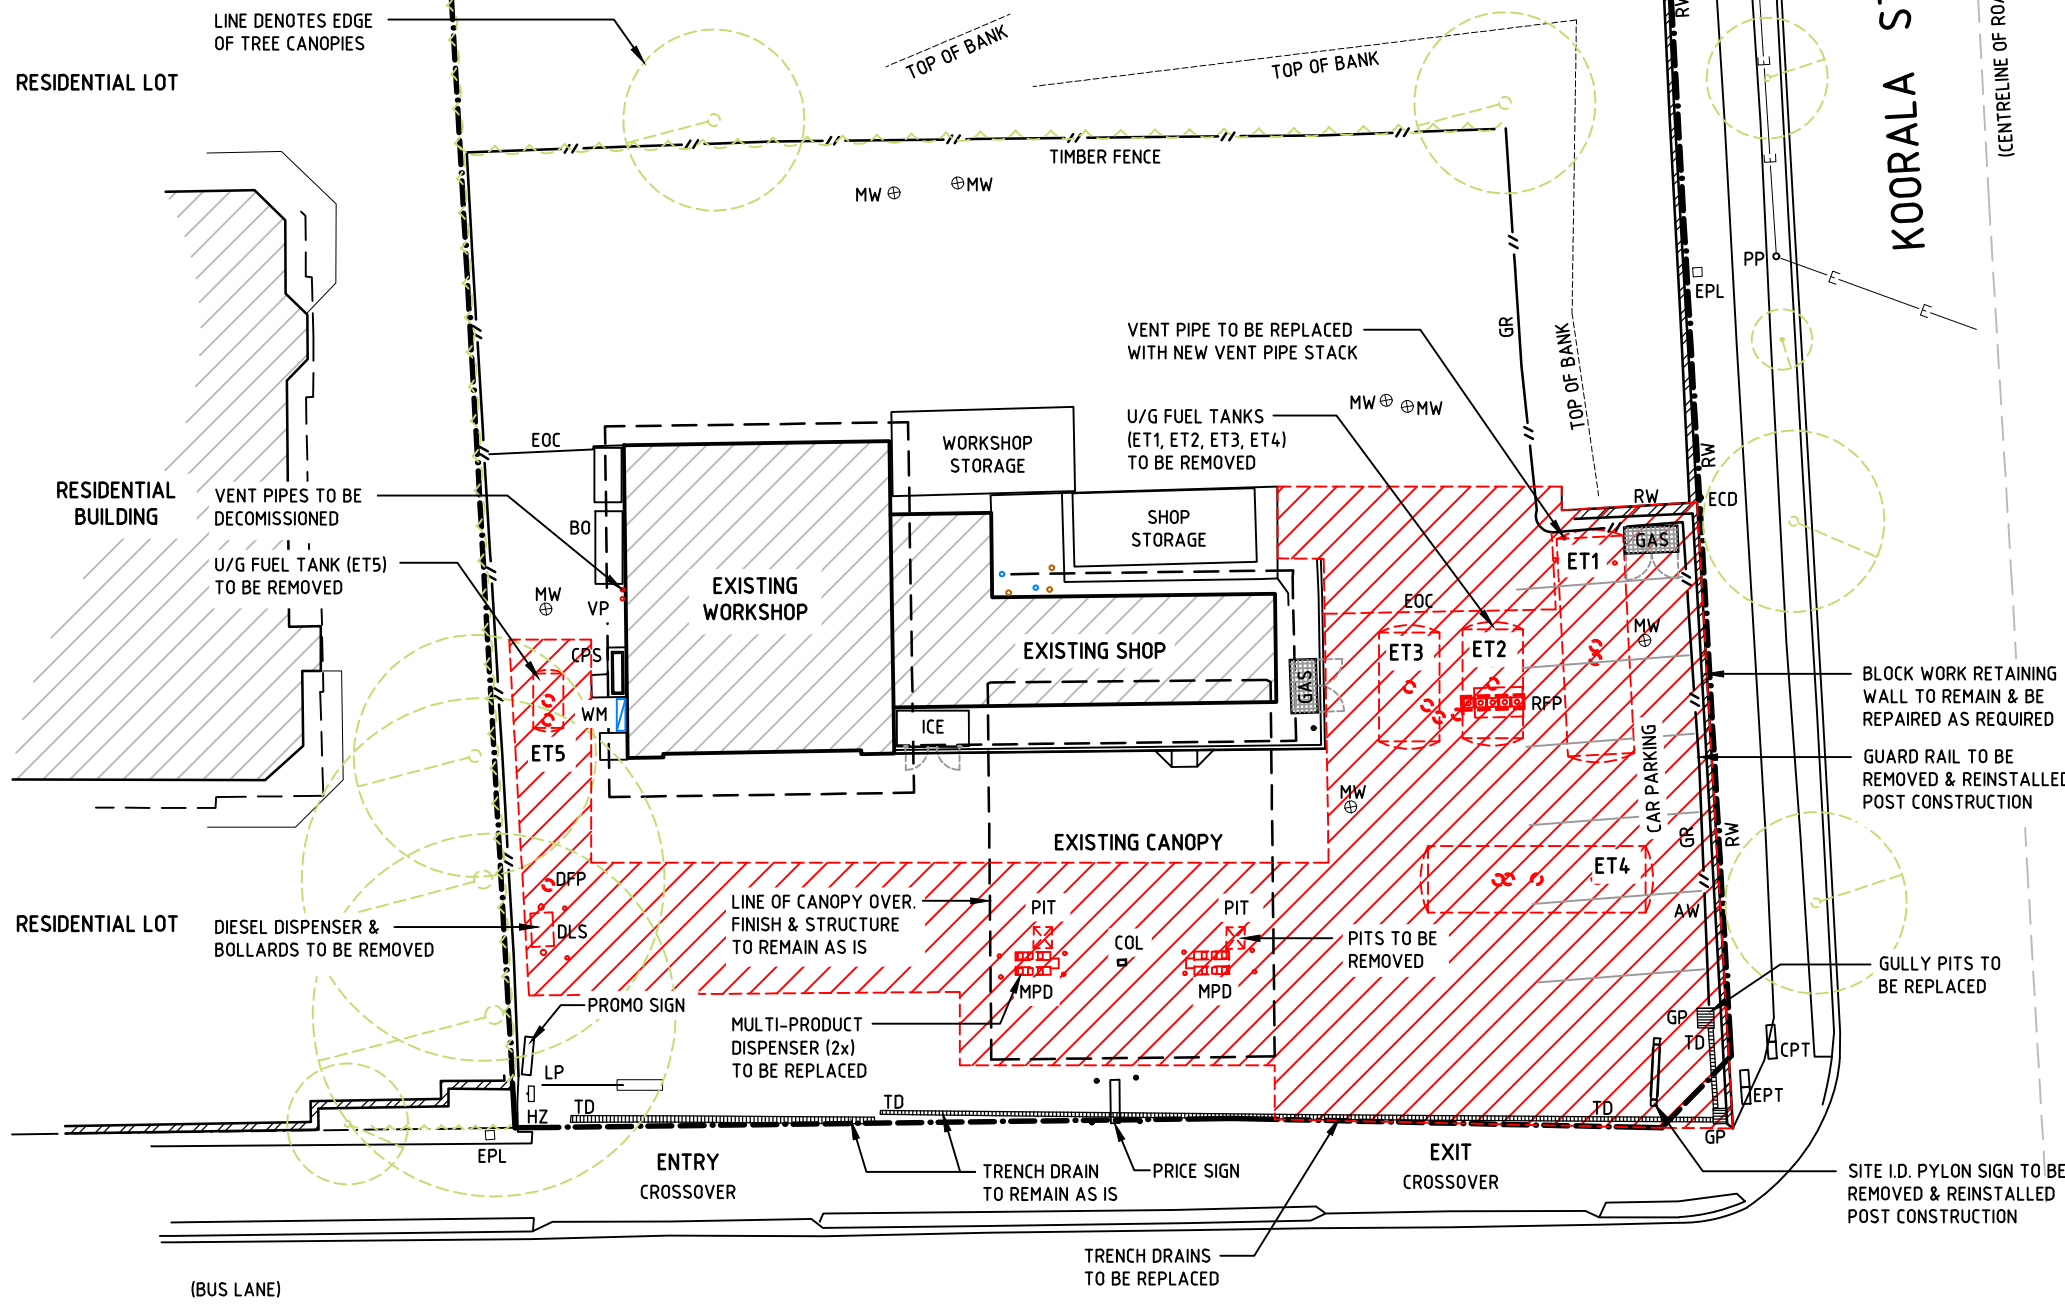 LINE DENOTES EDGE
OF TREE CANOPIES
RESIDENTIAL LOT
TOP OF BANK
TOP OF BANK
TIMBER FENCE
MW
MW
RW
E
E
KOORALA
(CENTRELINE OF
PP
E
E
EPL
GR
TOP OF BANK
VENT PIPE TO BE REPLACED
WITH NEW VENT PIPE STACK
MW
MW
U/G FUEL TANKS
(ET1, ET2, ET3, ET4)
TO BE REMOVED
EOC
WORKSHOP
STORAGE
RW
RW
ECD
RESIDENTIAL
BUILDING
VENT PIPES TO BE
DECOMISSIONED
BO
SHOP
STORAGE
GAS
ET1
U/G FUEL TANK (ET5)
TO BE REMOVED
MW
VP
EXISTING
WORKSHOP
EOC
MW
CPS
EXISTING SHOP
ET3
ET2
GAS
RFP
WM
ICE
ET5
BLOCK WORK RETAINING
WALL TO REMAIN & BE
REPAIRED AS REQUIRED
GUARD RAIL TO BE
REMOVED & REINSTALLED
POST CONSTRUCTION
CAR PARKING
GR
RW
MW
EXISTING CANOPY
ET4
DFP
LINE OF CANOPY OVER.
FINISH & STRUCTURE
TO REMAIN AS IS
PIT
PIT
AW
RESIDENTIAL LOT
DIESEL DISPENSER &
BOLLARDS TO BE REMOVED
DLS
COL
PITS TO BE
REMOVED
MPD
MPD
GULLY PITS TO
BE REPLACED
PROMO SIGN
MULTI-PRODUCT
DISPENSER (2x)
TO BE REPLACED
GP
TD
CPT
LP
EPT
HZ
TD
TD
TD
GP
EPL
ENTRY
CROSSOVER
TRENCH DRAIN
TO REMAIN AS IS
PRICE SIGN
EXIT
CROSSOVER
SITE I.D. PYLON SIGN TO BE
REMOVED & REINSTALLED
POST CONSTRUCTION
TRENCH DRAINS
TO BE REPLACED
(BUS LANE)